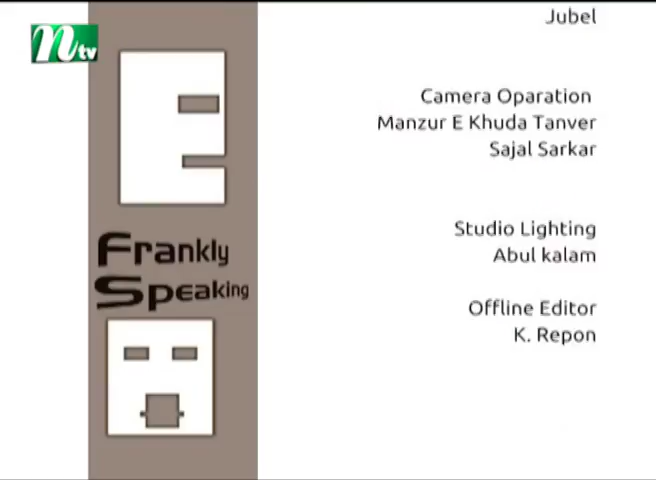 ntv
Jubel
Camera Oparation
Manzur E Khuda Tanver
Sajal Sarkar
Frankly
Speaking
Studio Lighting
Abul kalam
Offline Editor
K. Repon